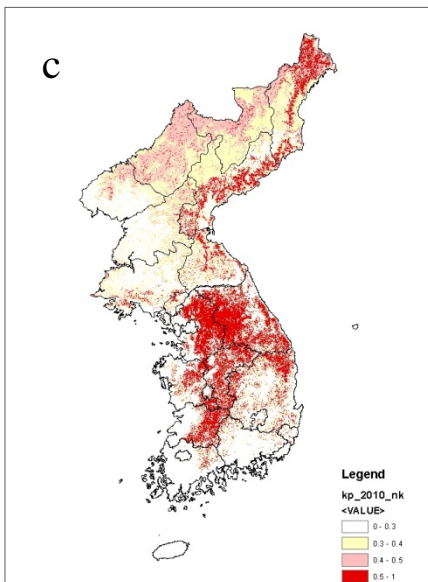 c
Legend
kp_2010_nk
<VALUE>
0 - 0.3
0.3 - 0.4
0.4 - 0.5
0.5 - 1